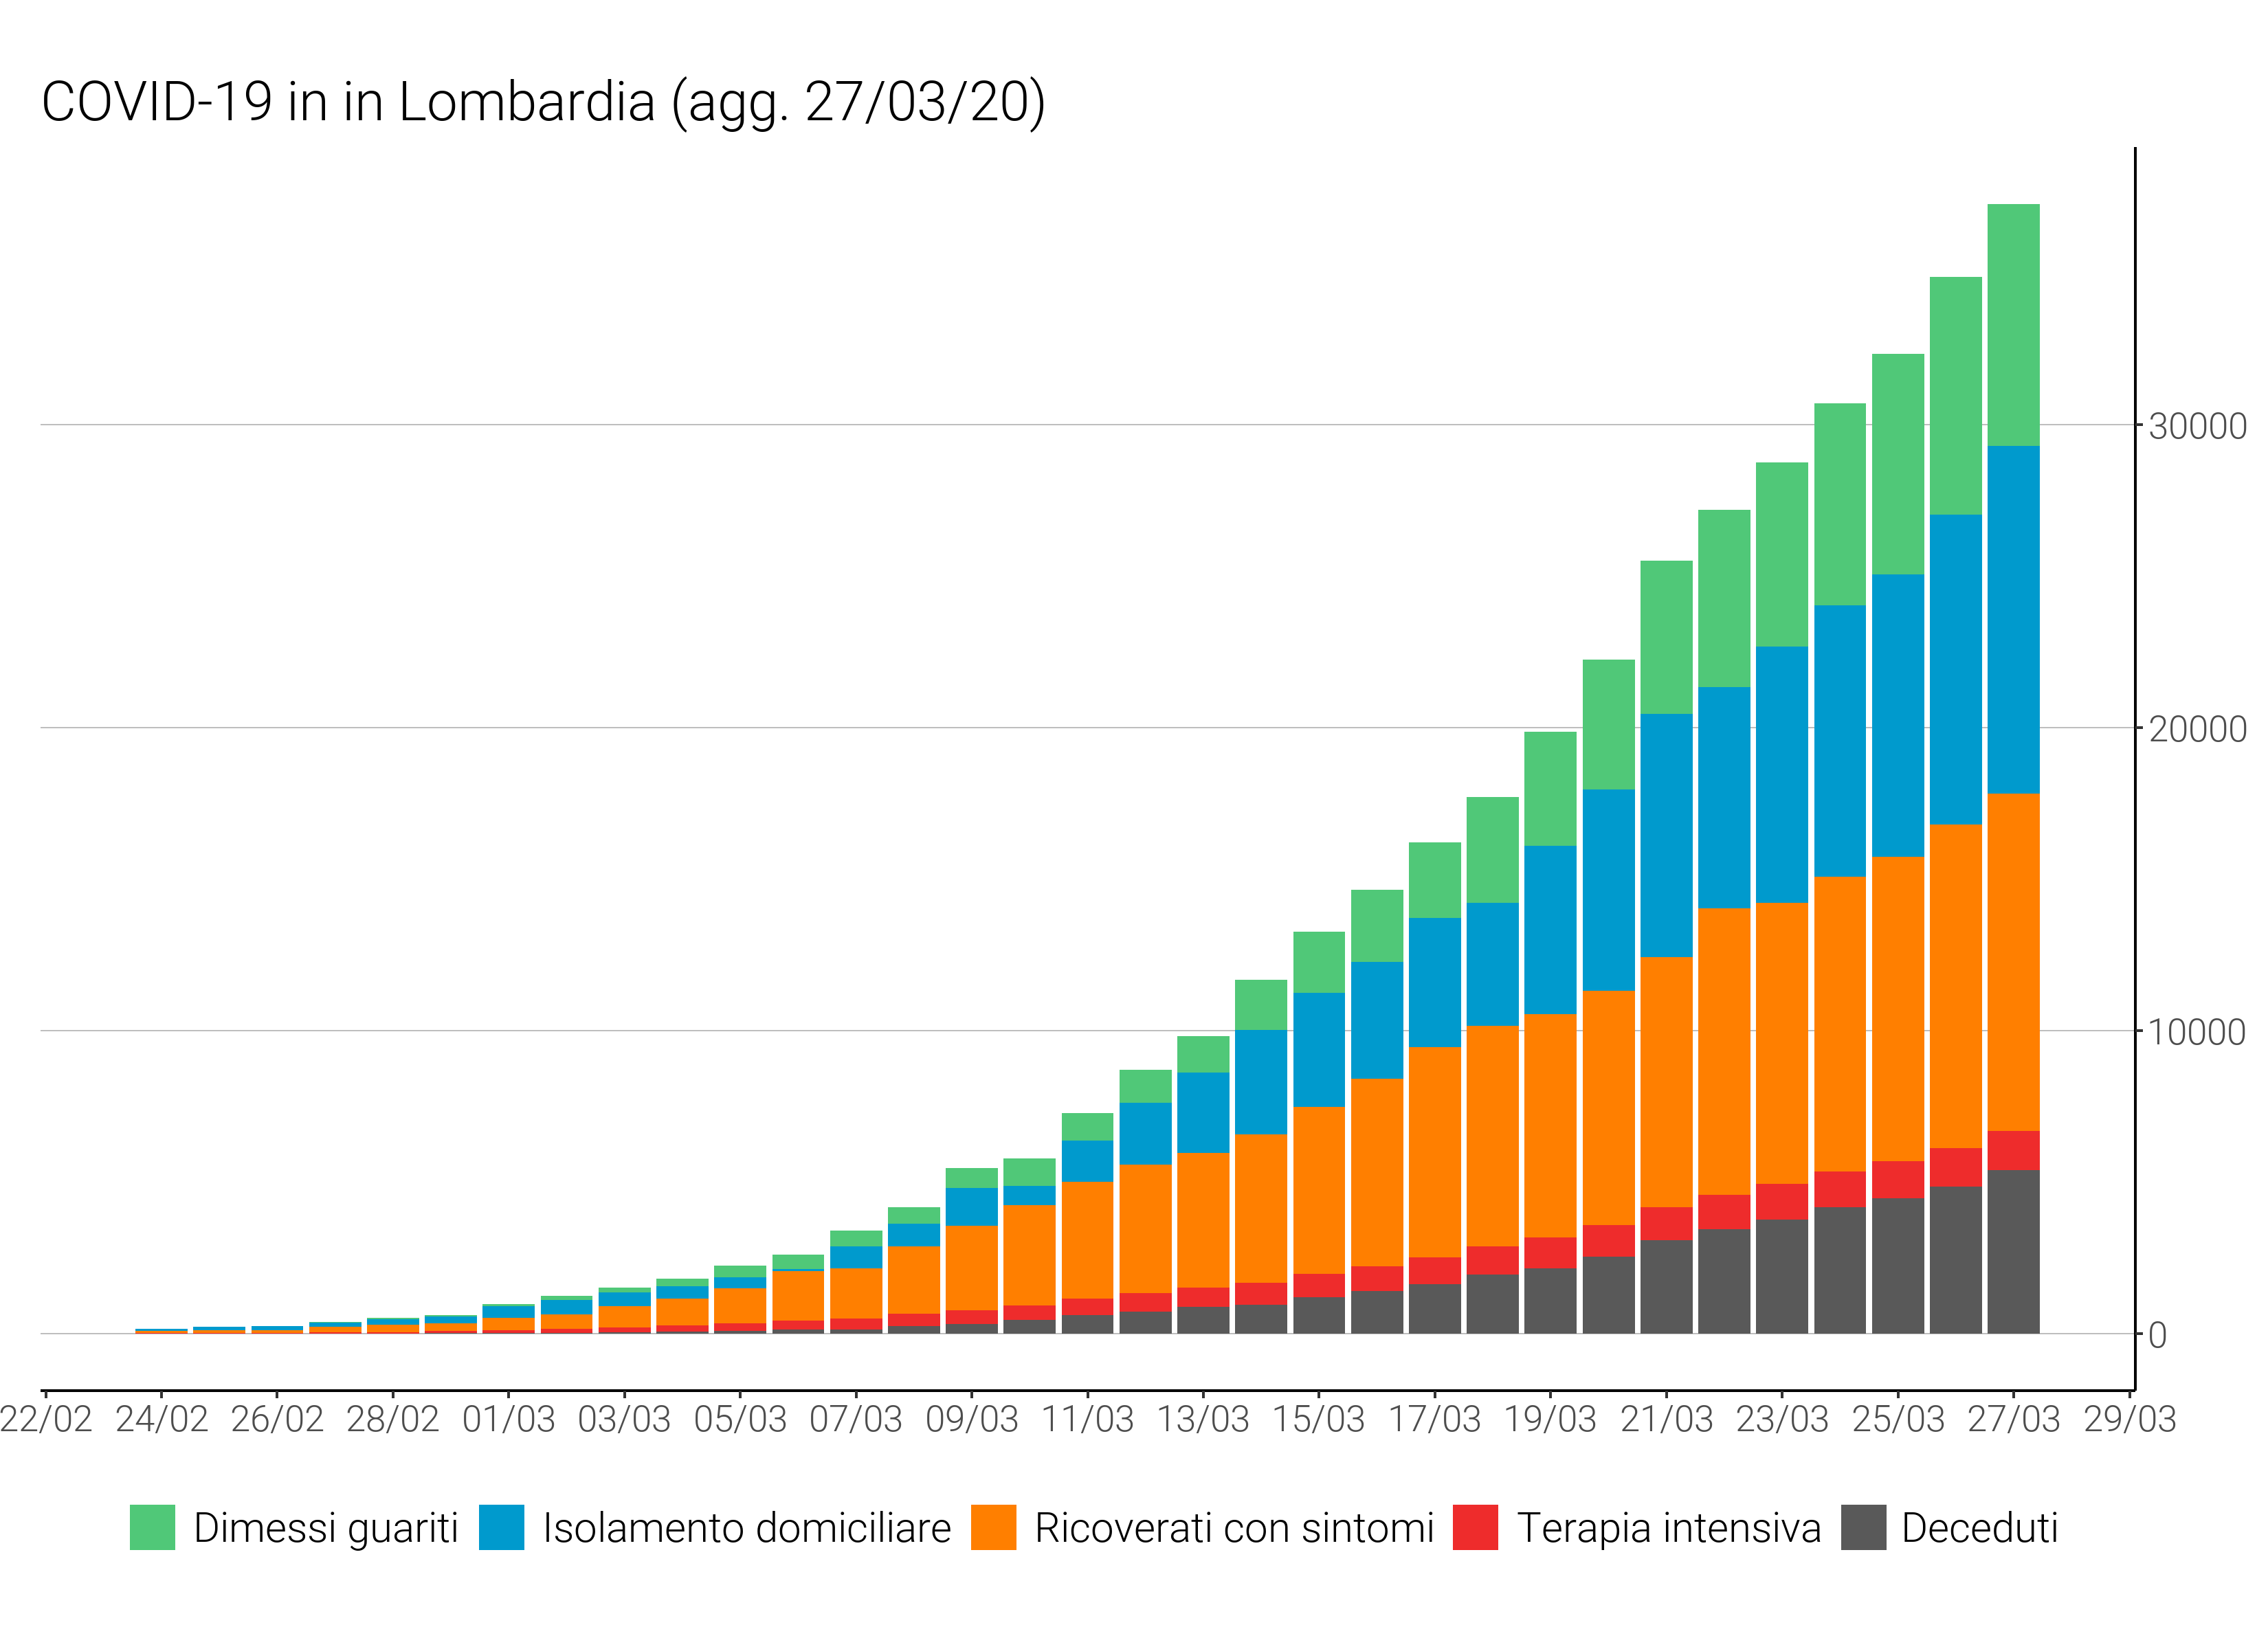 COVID-19 in in Lombardia (agg. 27/03/20)
30000
20000
10000
0
22/02 24/02 26/02 28/02 01/03 03/03 05/03 07/03 09/03 11/03 13/03 15/03 17/03 19/03 21/03 23/03 25/03 27/03 29/03
Dimessi guariti Isolamento domiciliare Ricoverati con sintomi Terapia intensiva Deceduti